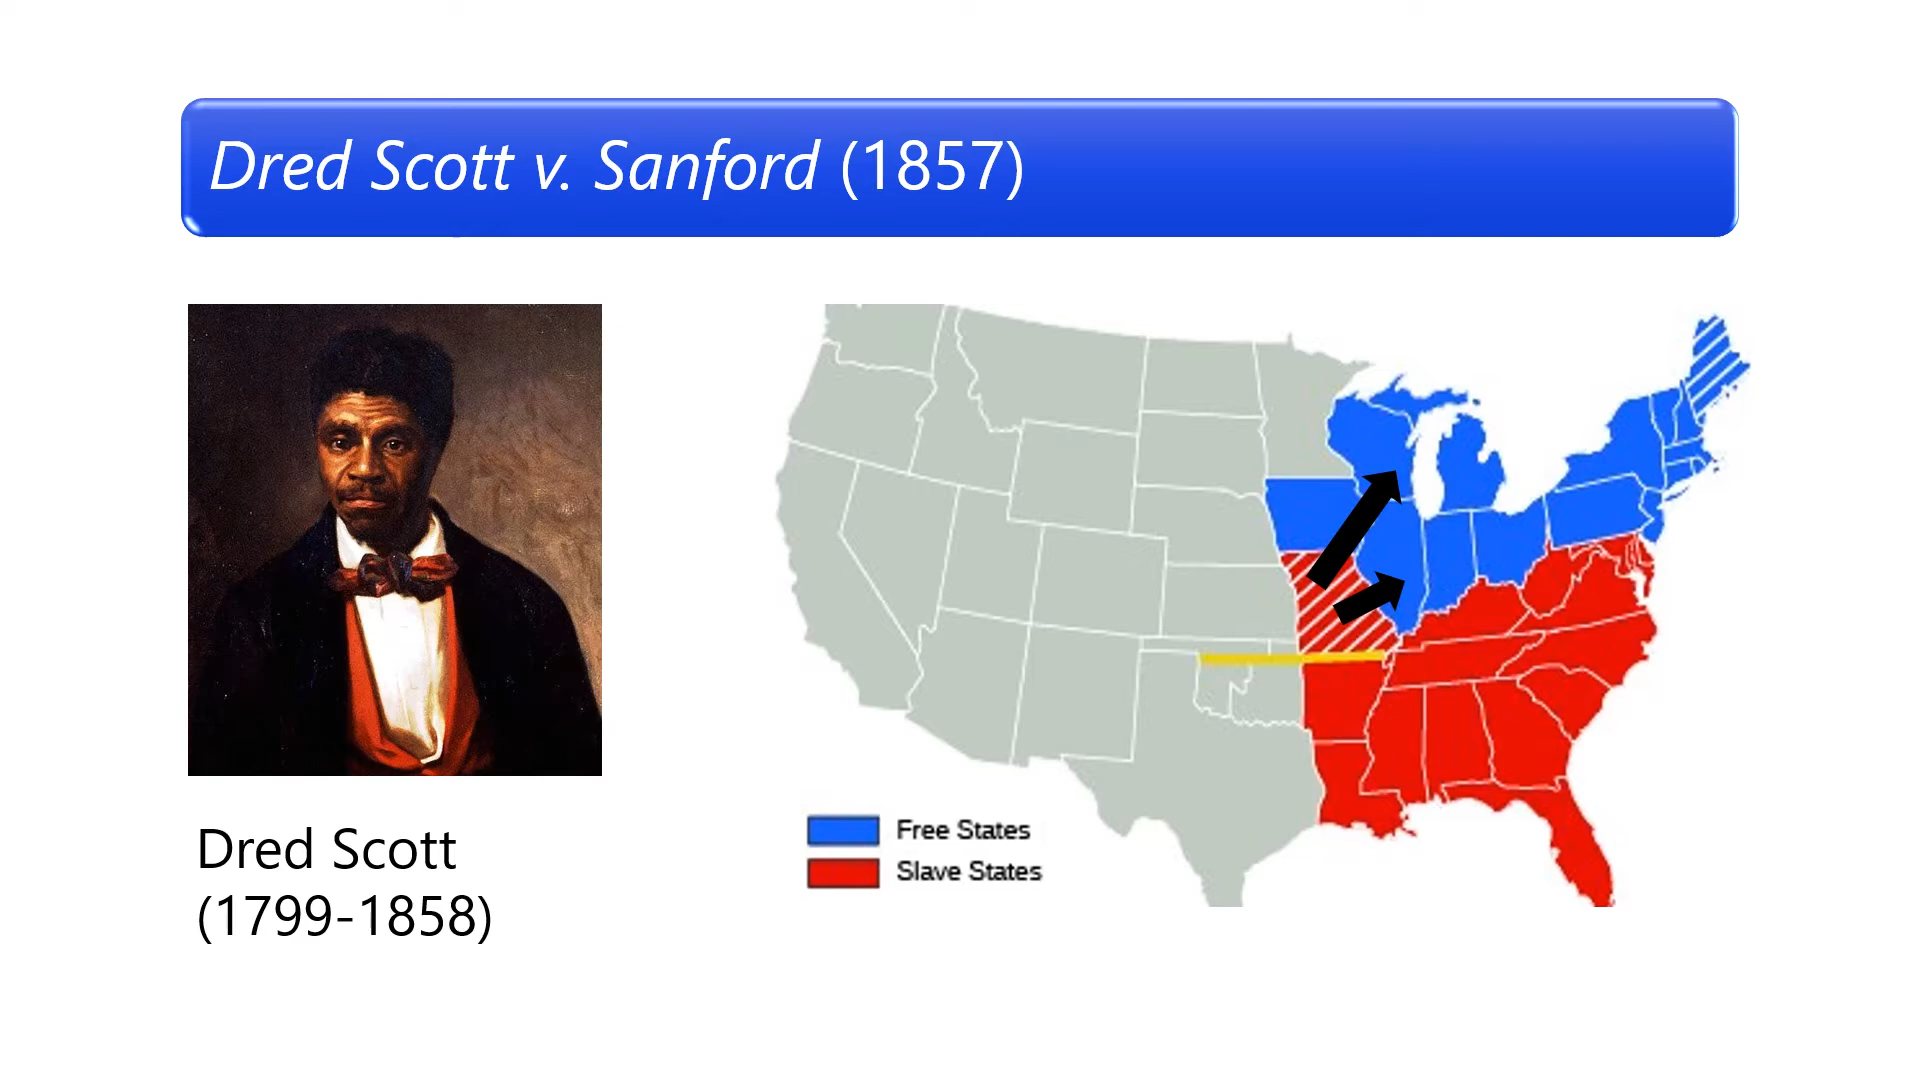 Dred Scott v. Sanford (1857)
Dred Scott
(1799-1858)
Free States
Slave States